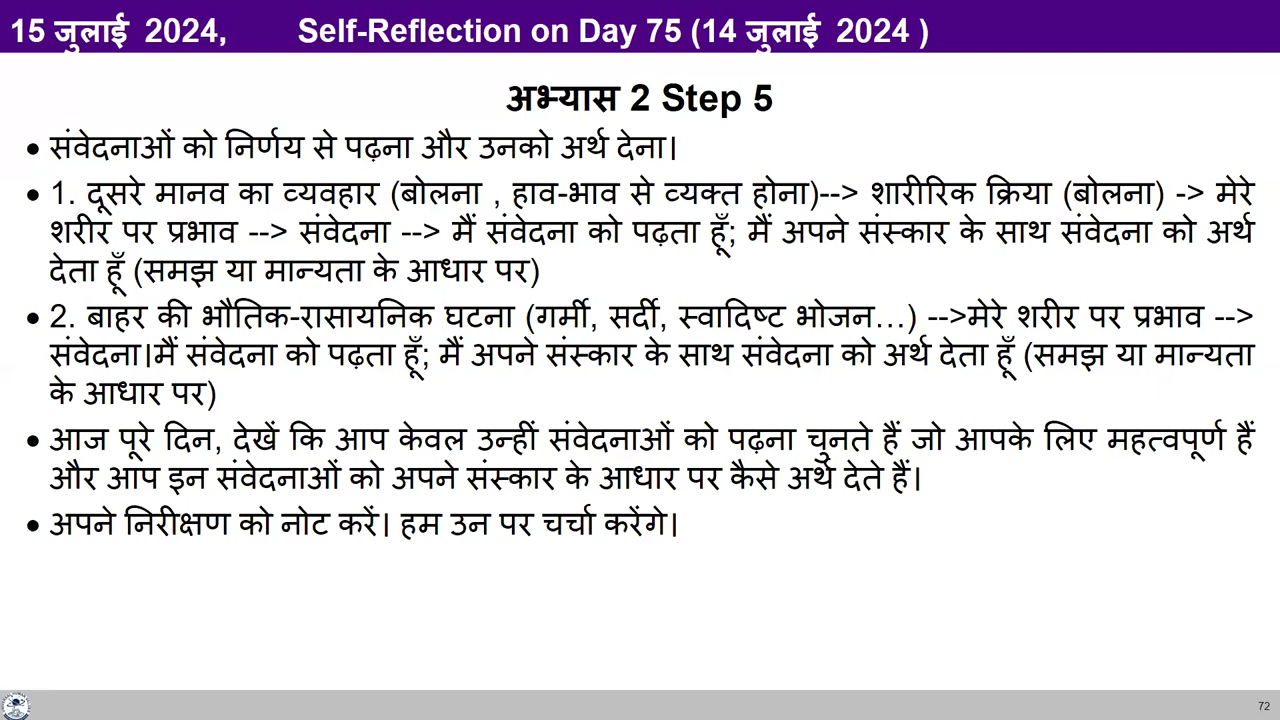 15 जुलाई 2024, Self-Reflection on Day 75 (14 जुलाई 2024 )
अभ्यास 2 Step 5
• संवेदनाओं को निर्णय से पढ़ना और उनको अर्थ देना।
• 1. दूसरे मानव का व्यवहार (बोलना , हाव-भाव से व्यक्त होना)--> शारीरिक क्रिया (बोलना) -> मेरे
शरीर पर प्रभाव --> संवेदना --> मैं संवेदना को पढ़ता हूँ; मैं अपने संस्कार के साथ संवेदना को अर्थ
देता हूँ (समझ या मान्यता के आधार पर)
• 2. बाहर की भौतिक-रासायनिक घटना (गर्मी, सर्दी, स्वादिष्ट भोजन...) -->मेरे शरीर पर प्रभाव -->
संवेदना।मैं संवेदना को पढ़ता हूँ; मैं अपने संस्कार के साथ संवेदना को अर्थ देता हूँ (समझ या मान्यता
के आधार पर)
• आज पूरे दिन, देखें कि आप केवल उन्हीं संवेदनाओं को पढ़ना चुनते हैं जो आपके लिए महत्वपूर्ण हैं
और आप इन संवेदनाओं को अपने संस्कार के आधार पर कैसे अर्थ देते हैं।
• अपने निरीक्षण को नोट करें। हम उन पर चर्चा करेंगे।
72